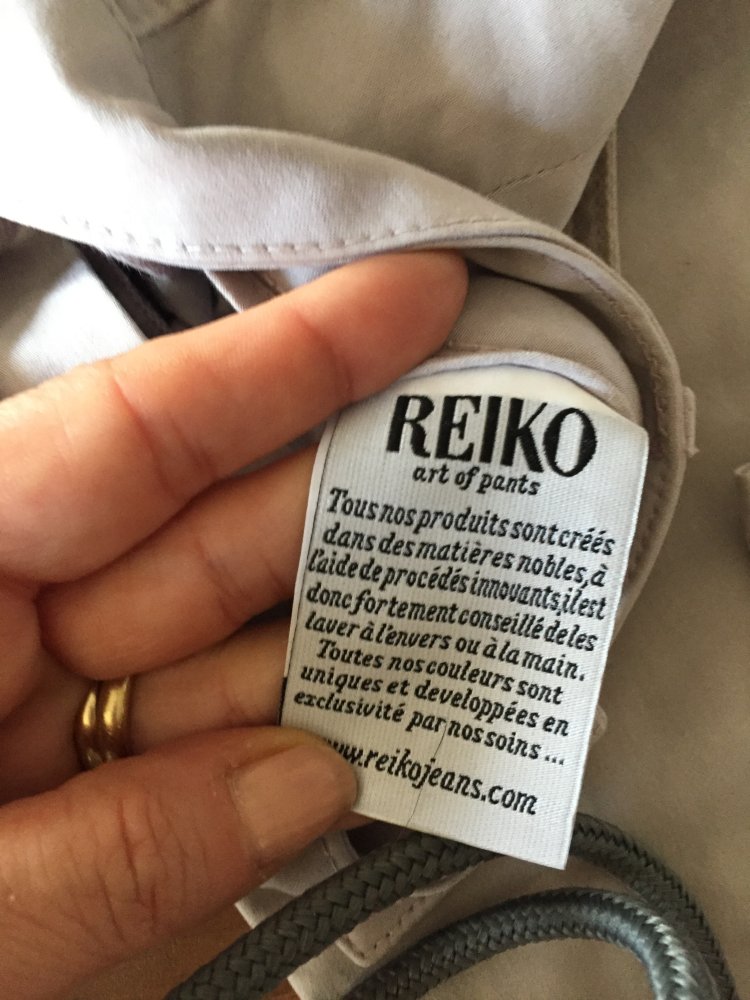 REIKO
art of pants
Tous nos produits sont créés
dans des matières nobles, à
l'aide de procédés innovants, il est
donc fortement conseillé de les
laver à l'envers ou à la main.
Toutes nos couleurs sont
uniques et developpées en
exclusivité par nos soins ...
www.reikojeans.com